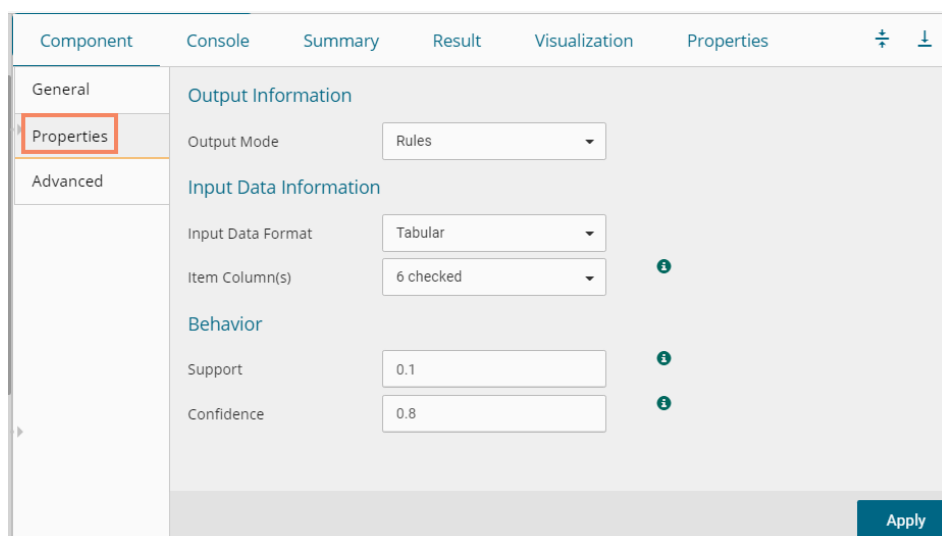 Component Console Summary Result Visualization Properties
General
Properties
Advanced
Output Information
Output Mode Rules
Input Data Information
Input Data Format Tabular
Item Column(s) 6 checked
Behavior
Support 0.1
Confidence 0.8
Apply